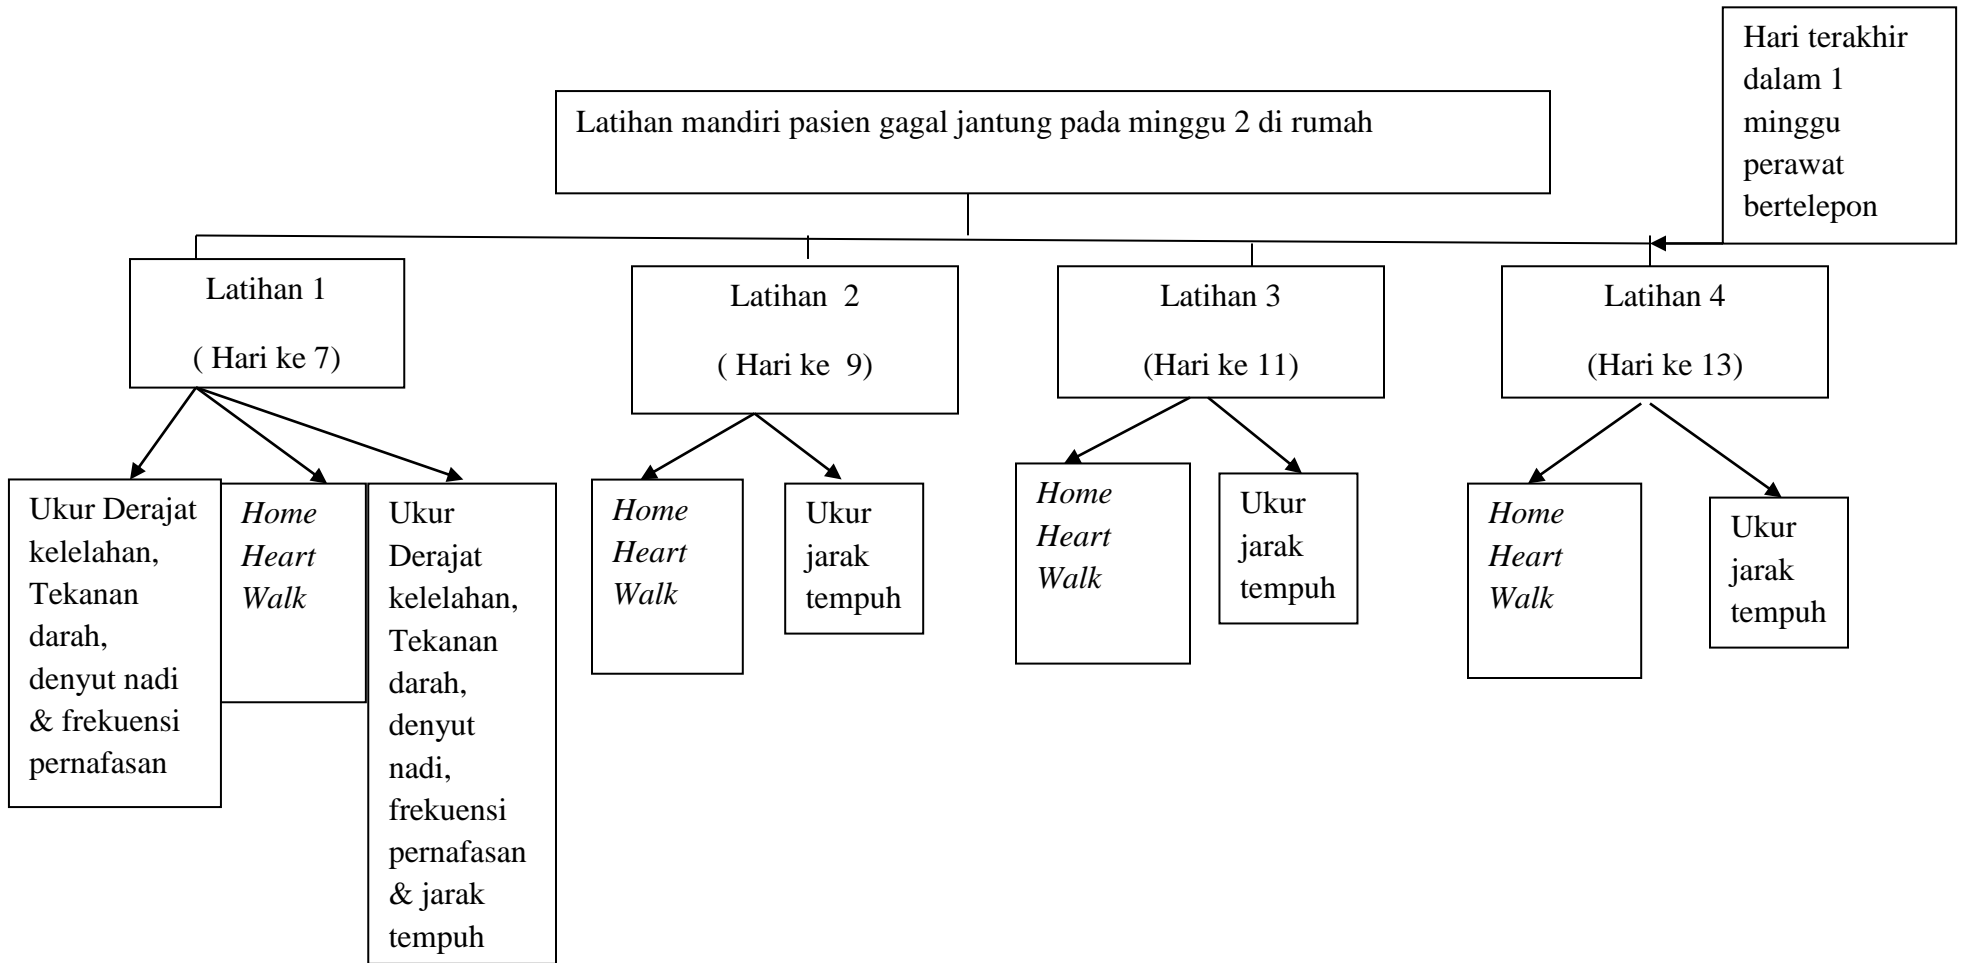 Hari terakhir
dalam 1
minggu
perawat
bertelepon
Latihan mandiri pasien gagal jantung pada minggu 2 di rumah
Latihan 1
( Hari ke 7)
Latihan  2
( Hari ke  9)
Latihan 3
(Hari ke 11)
Latihan 4
(Hari ke 13)
Ukur Derajat
kelelahan,
Tekanan
darah,
denyut nadi
& frekuensi
pernafasan
Home
Heart
Walk
Ukur
Derajat
kelelahan,
Tekanan
darah,
denyut
nadi,
frekuensi
pernafasan
& jarak
tempuh
Home
Heart
Walk
Ukur
jarak
tempuh
Home
Heart
Walk
Ukur
jarak
tempuh
Home
Heart
Walk
Ukur
jarak
tempuh